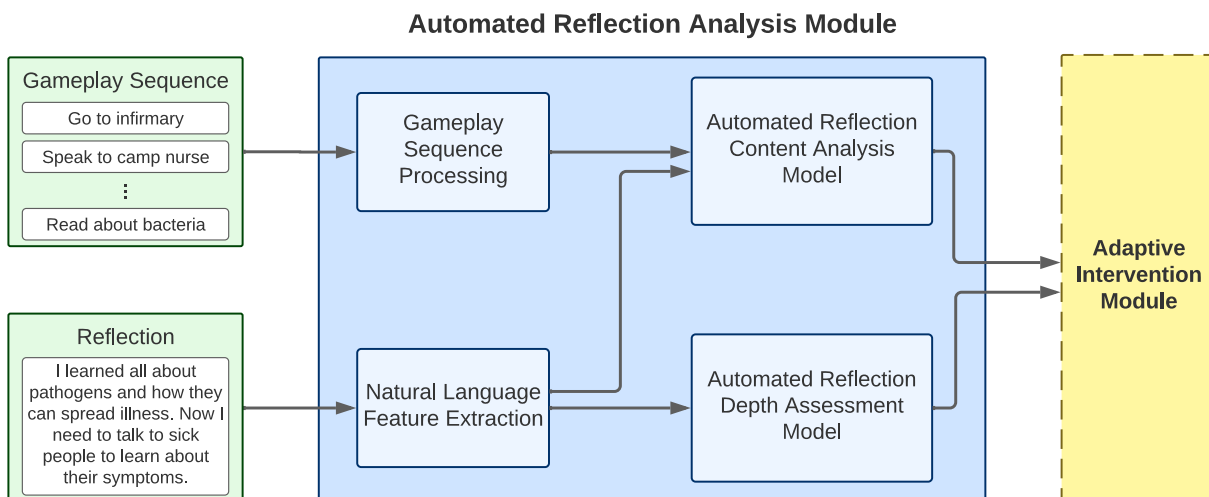 Automated Reflection Analysis Module
Gameplay Sequence
Go to infirmary
Speak to camp nurse
⋮
Read about bacteria
Reflection
I learned all about
pathogens and how they
can spread illness. Now I
need to talk to sick
people to learn about
their symptoms.
Gameplay
Sequence
Processing
Natural Language
Feature Extraction
Automated Reflection
Content Analysis
Model
Automated Reflection
Depth Assessment
Model
Adaptive
Intervention
Module